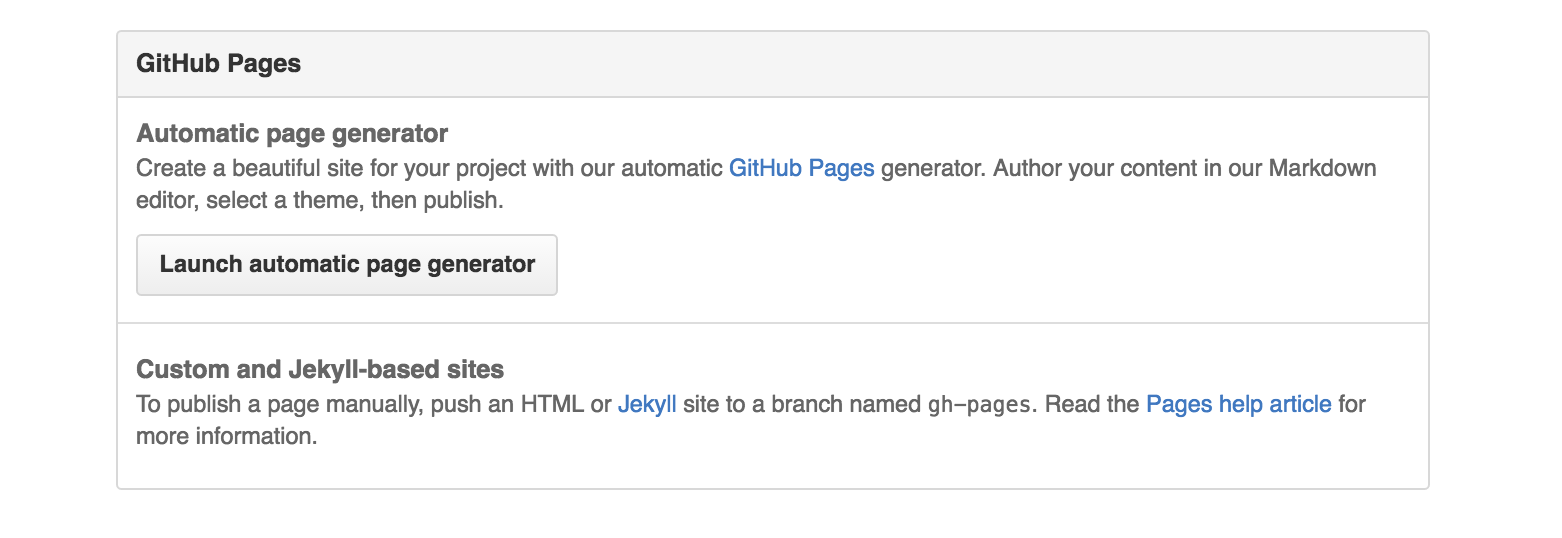 GitHub Pages
Automatic page generator
Create a beautiful site for your project with our automatic GitHub Pages generator. Author your content in our Markdown
editor, select a theme, then publish.
Launch automatic page generator
Custom and Jekyll-based sites
To publish a page manually, push an HTML or Jekyll site to a branch named gh-pages. Read the Pages help article for
more information.